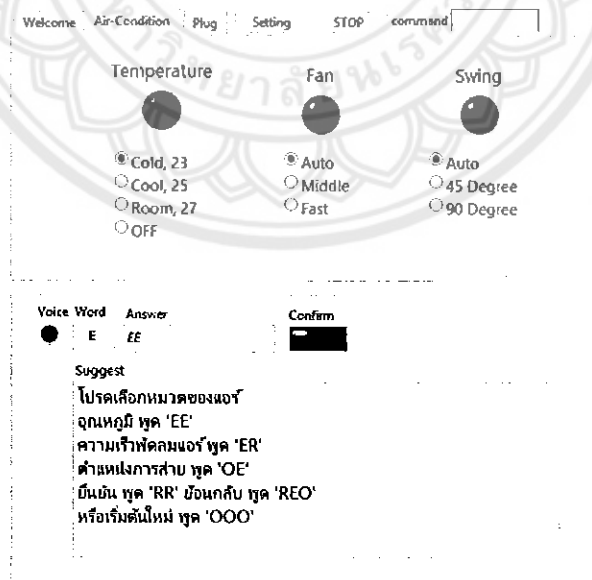 Welcome Air-Condition Plug Setting STOP command
Temperature Fan Swing
Cold, 23 Auto Auto
Cool, 25 Middle 45 Degree
Room, 27 Fast 90 Degree
OFF
Voice Word Answer Confirm
E EE
Suggest
โปรดเลือกหมวดของแอร์
อุณหภูมิ พูด 'EE'
ความเร็วพัดลมแอร์ พูด 'ER'
ตำแหน่งการส่าย พูด 'OE'
ยืนยัน พูด 'RR' ย้อนกลับ พูด 'REO'
หรือเริ่มต้นใหม่ พูด 'OOO'